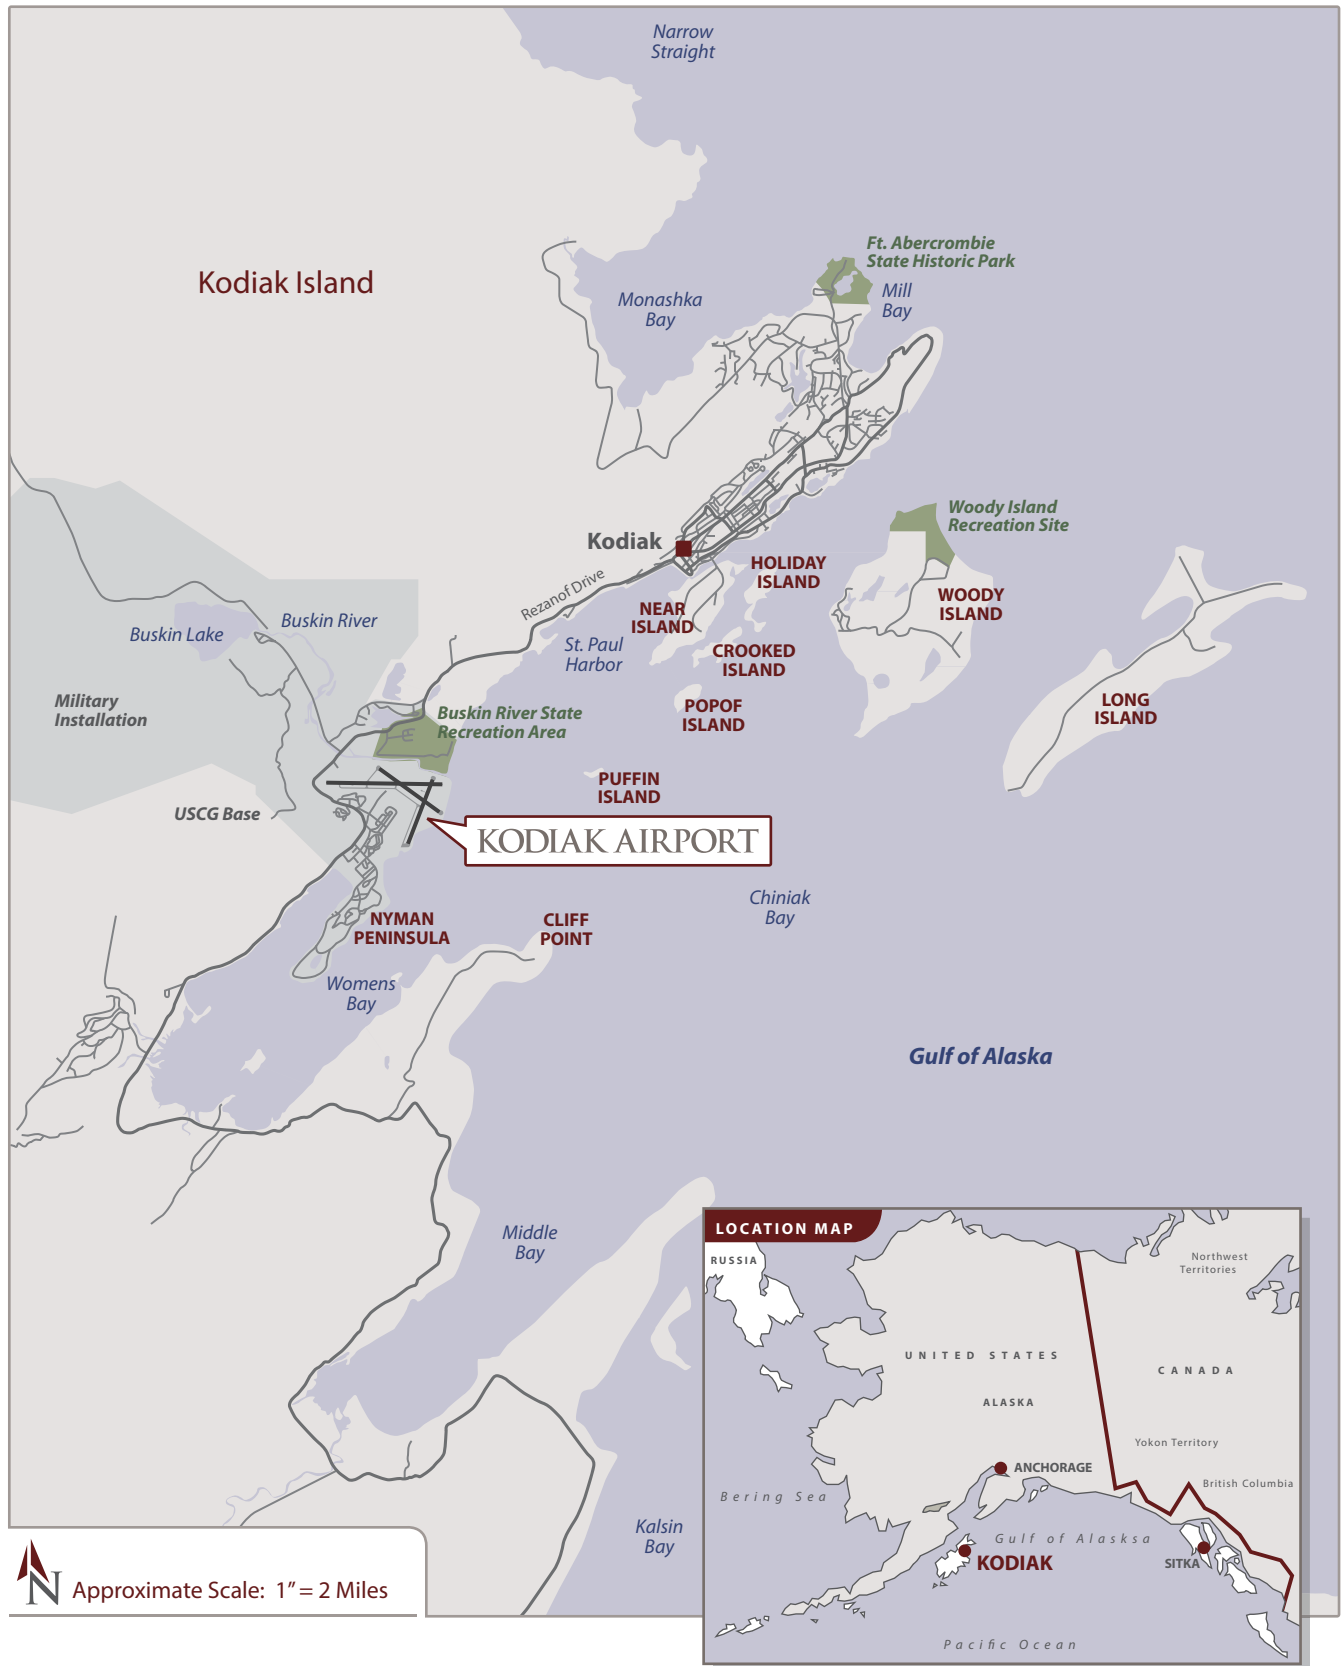 Narrow
Straight
Ft. Abercrombie
State Historic Park
Kodiak Island
Monashka
Bay
Mill
Bay
Woody Island
Recreation Site
Kodiak
HOLIDAY
ISLAND
Rezanof Drive
NEAR
ISLAND
WOODY
ISLAND
Buskin River
Buskin Lake
St. Paul
Harbor
CROOKED
ISLAND
Military
Installation
Buskin River State
Recreation Area
POPOF
ISLAND
LONG
ISLAND
PUFFIN
ISLAND
USCG Base
KODIAK AIRPORT
Chiniak
Bay
NYMAN
PENINSULA
CLIFF
POINT
Womens
Bay
Gulf of Alaska
Middle
Bay
Kalsin
Bay
N
Approximate Scale: 1" = 2 Miles
LOCATION MAP
RUSSIA
Northwest
Territories
UNITED STATES
CANADA
ALASKA
Yokon Territory
ANCHORAGE
British Columbia
Bering Sea
Gulf of Alasksa
KODIAK
SITKA
Pacific Ocean